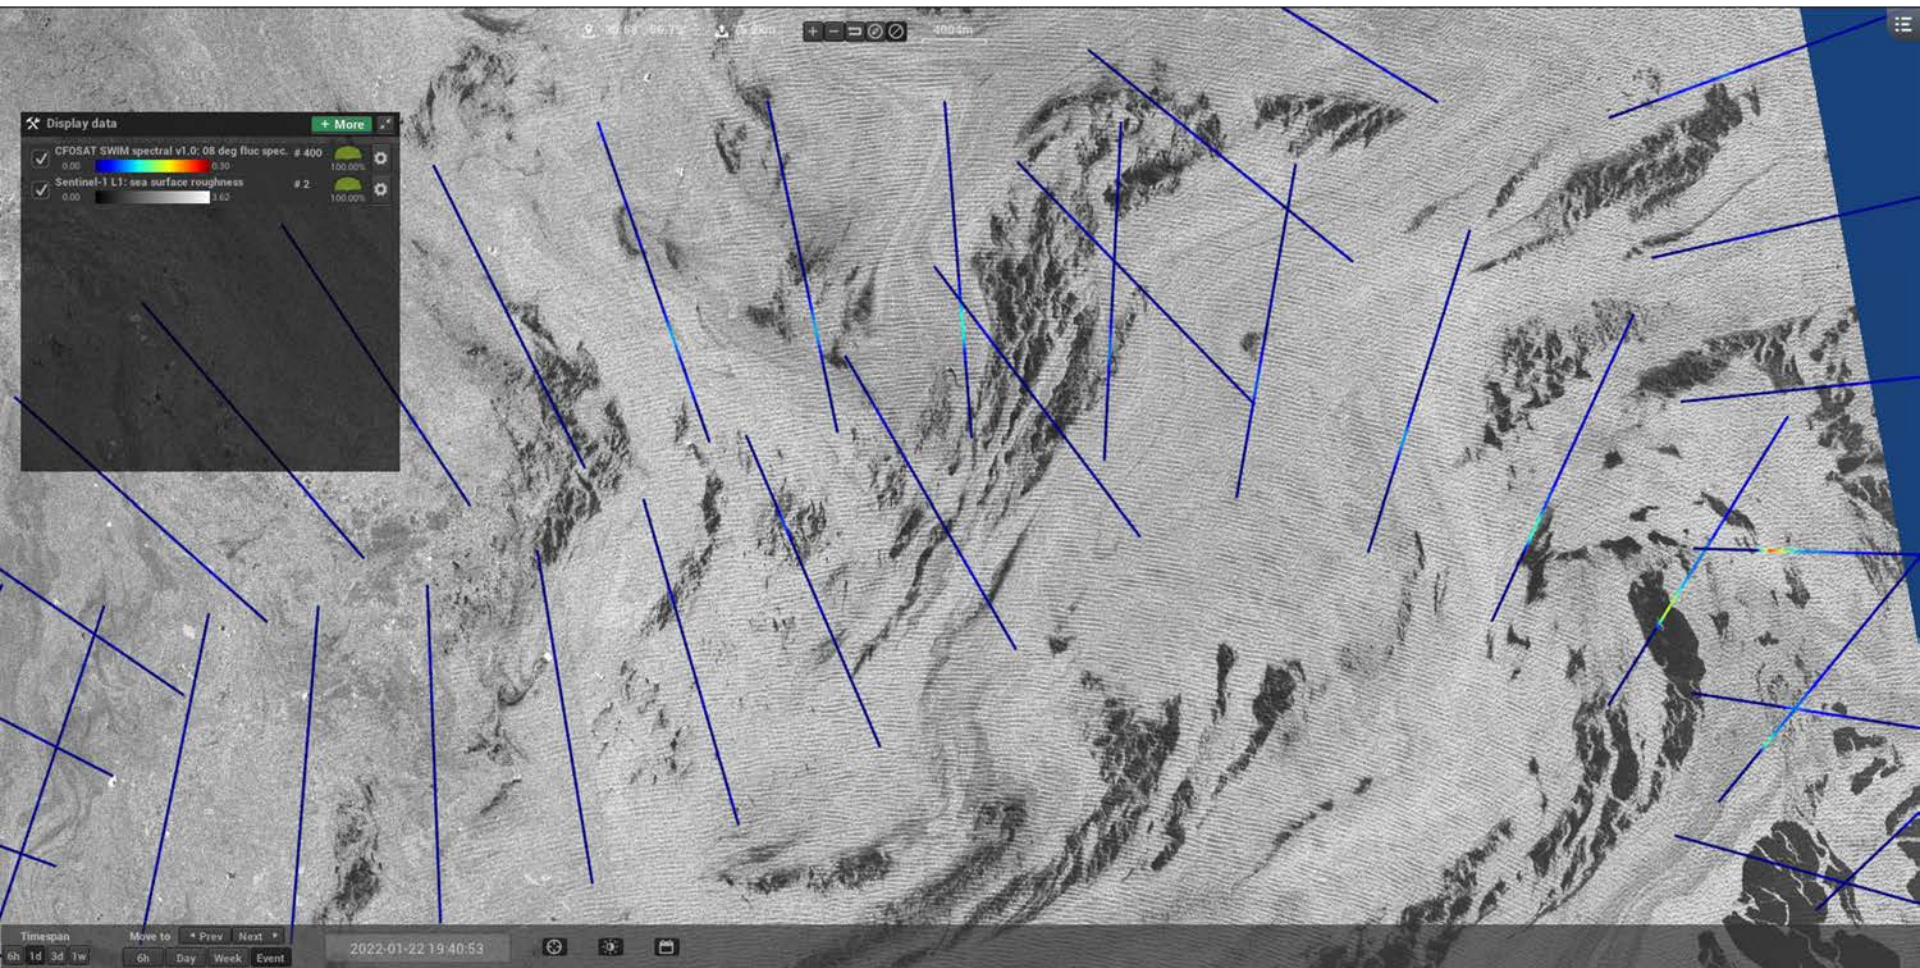 4004m
Display data
+ More
CFOSAT SWIM spectral v1.0: 08 deg fluc spec.
# 400
0.00
0.30
100.00%
Sentinel-1 L1: sea surface roughness
# 2
0.00
3.62
100.00%
Timespan
6h 1d 3d 1w
Move to
Prev
Next
6h Day Week Event
2022-01-22 19:40:53